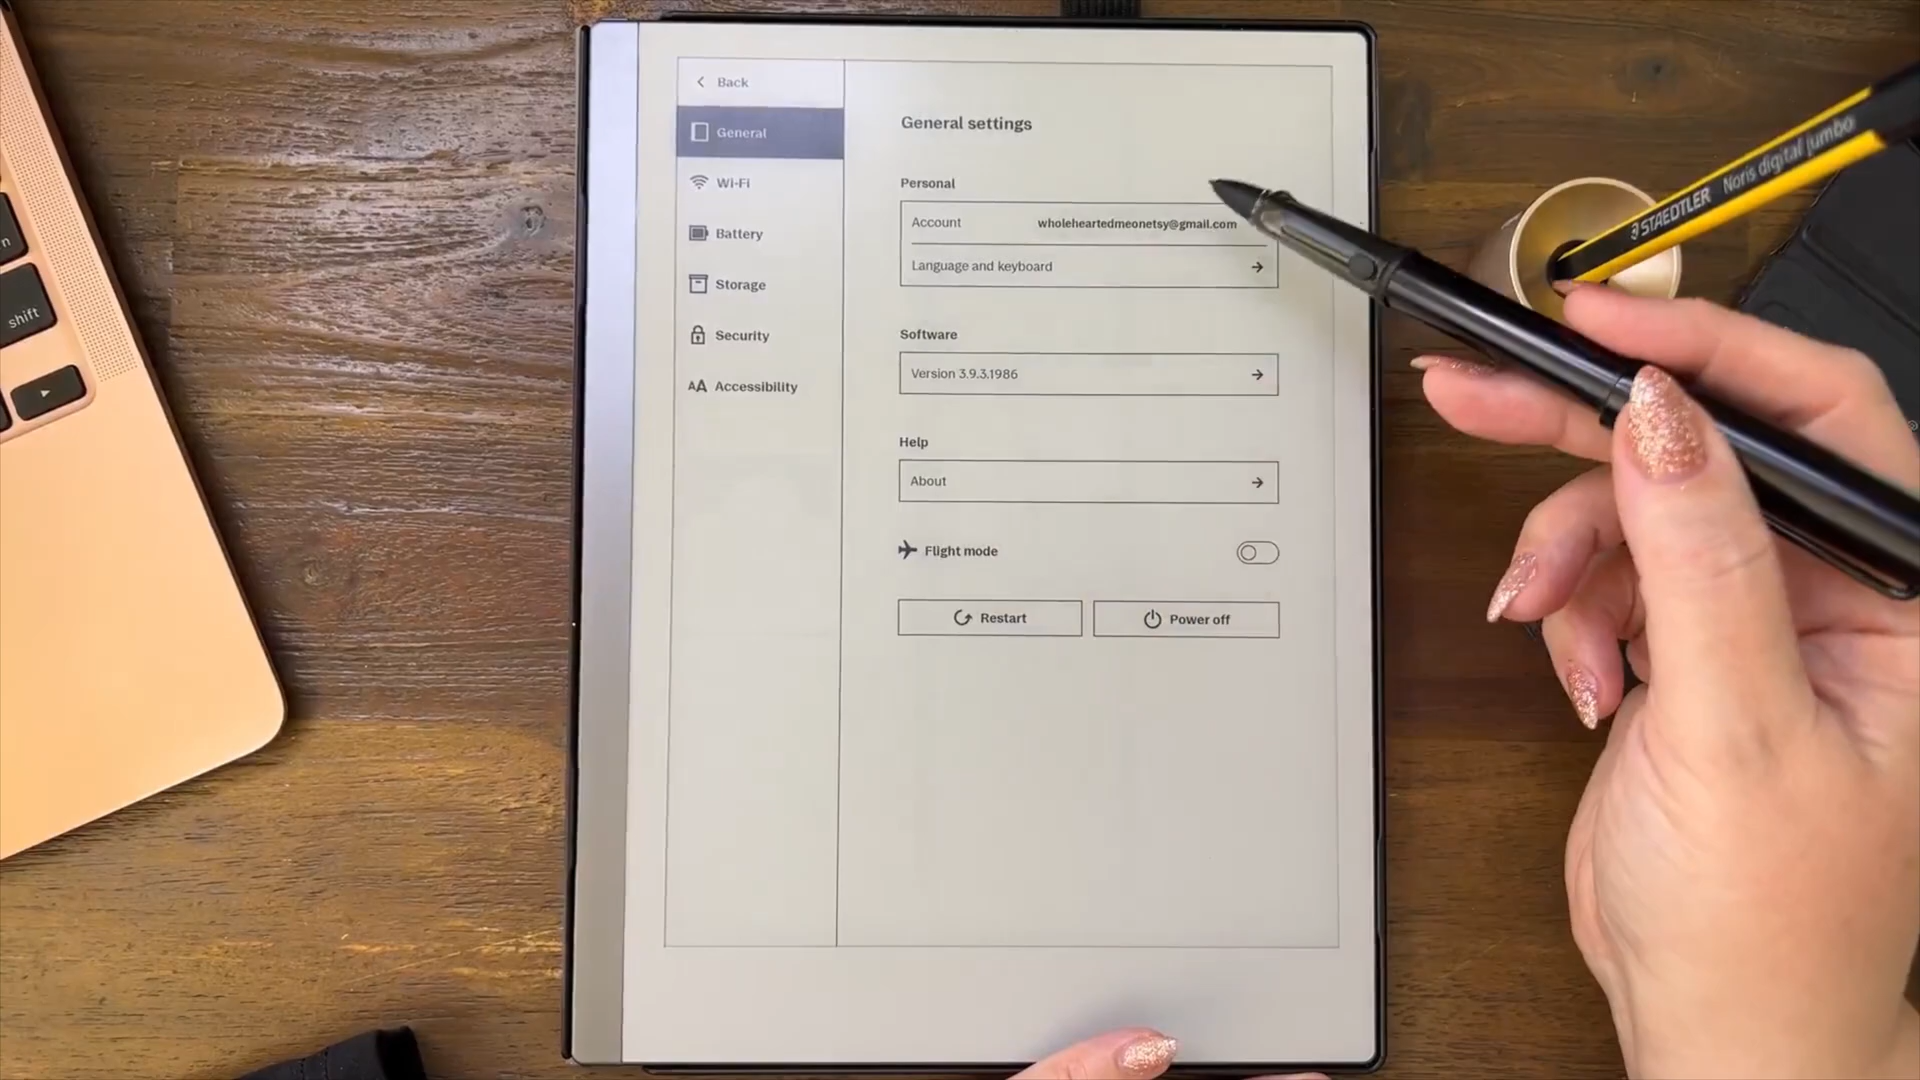 Back
General
Wi-Fi
Battery
Storage
Security
AA Accessibility
General settings
Personal
Account wholeheartedmeonetsy@gmail.com
Language and keyboard
Software
Version 3.9.3.1986
Help
About
Flight mode
Restart
Power off
STAEDTLER Noris digital jumbo
n
shift